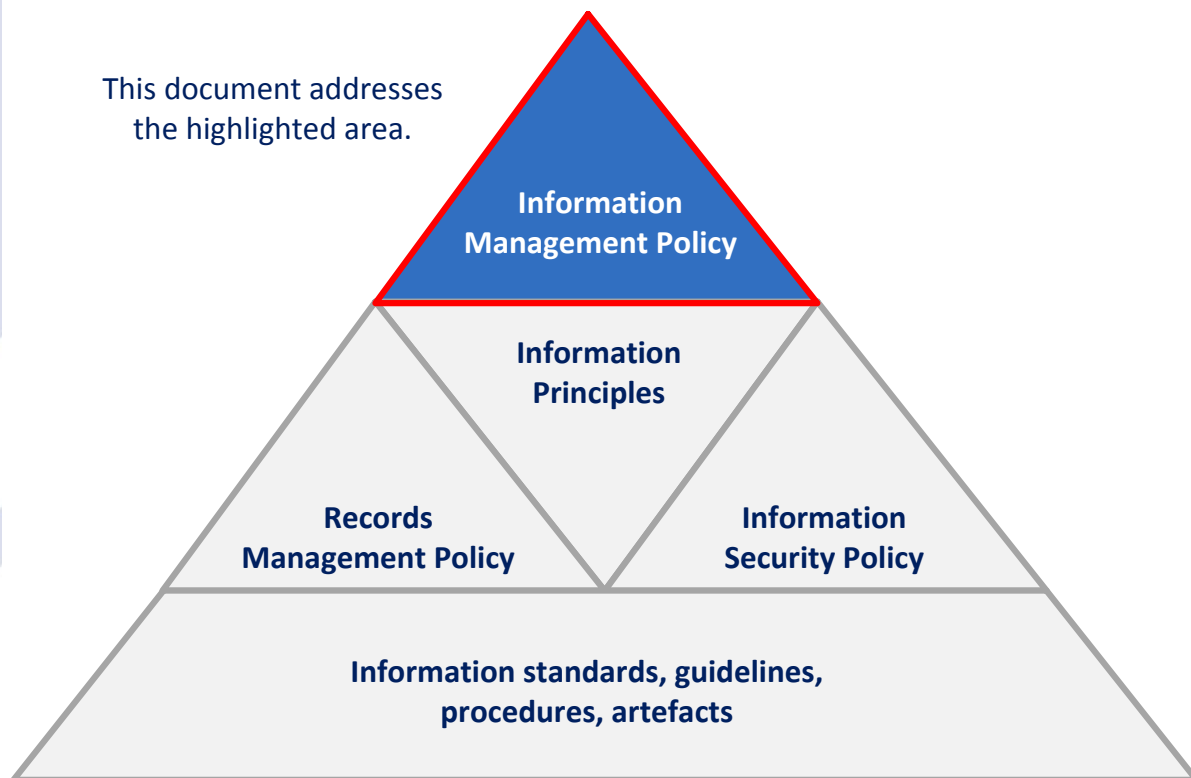 This document addresses
the highlighted area.
Information
Management Policy
Information
Principles
Records
Management Policy
Information
Security Policy
Information standards, guidelines,
procedures, artefacts